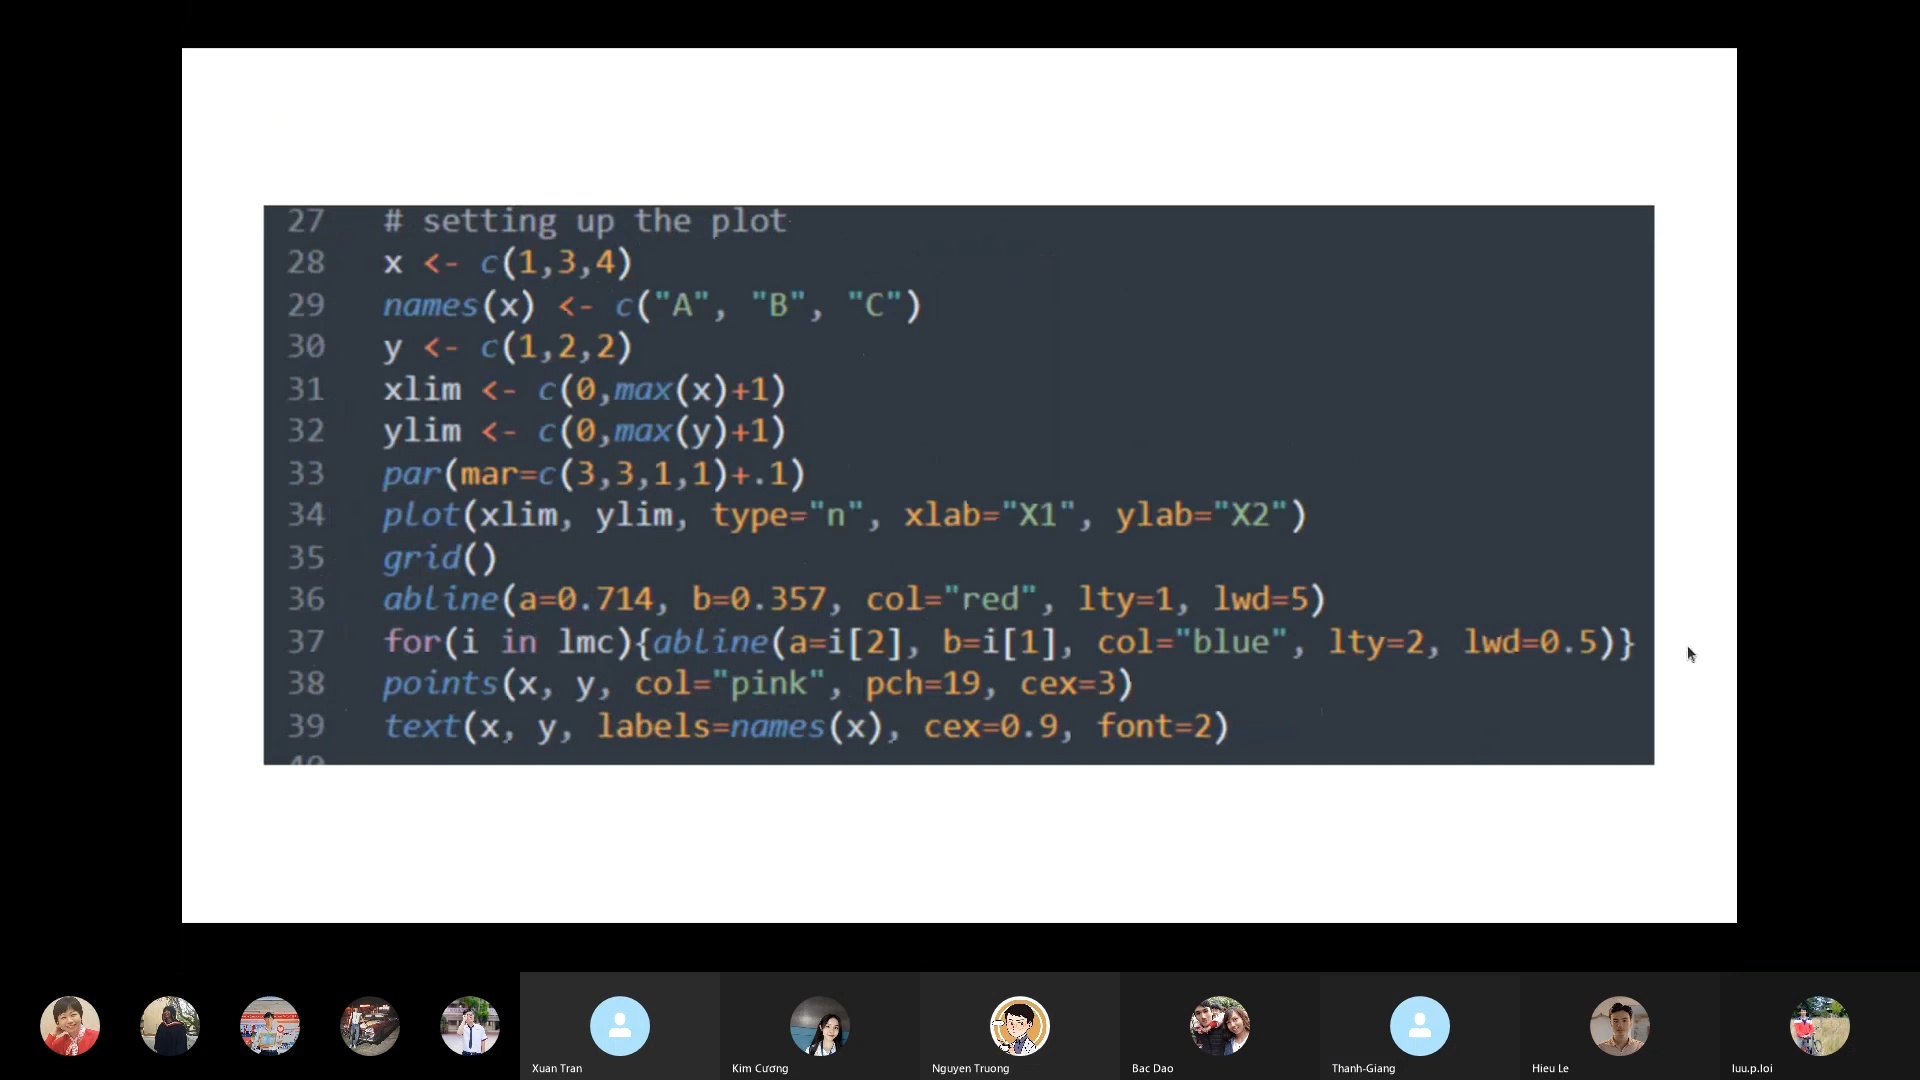 27 # setting up the plot
28 x <- c(1,3,4)
29 names(x) <- c("A", "B", "C")
30 y <- c(1,2,2)
31 xlim <- c(0,max(x)+1)
32 ylim <- c(0,max(y)+1)
33 par(mar=c(3,3,1,1)+.1)
34 plot(xlim, ylim, type="n", xlab="X1", ylab="X2")
35 grid()
36 abline(a=0.714, b=0.357, col="red", lty=1, lwd=5)
37 for(i in lmc){abline(a=i[2], b=i[1], col="blue", lty=2, lwd=0.5)}
38 points(x, y, col="pink", pch=19, cex=3)
39 text(x, y, labels=names(x), cex=0.9, font=2)
40
Xuan Tran
Kim Cương
Nguyen Truong
Bac Dao
Thanh-Giang
Hieu Le
luu.p.loi